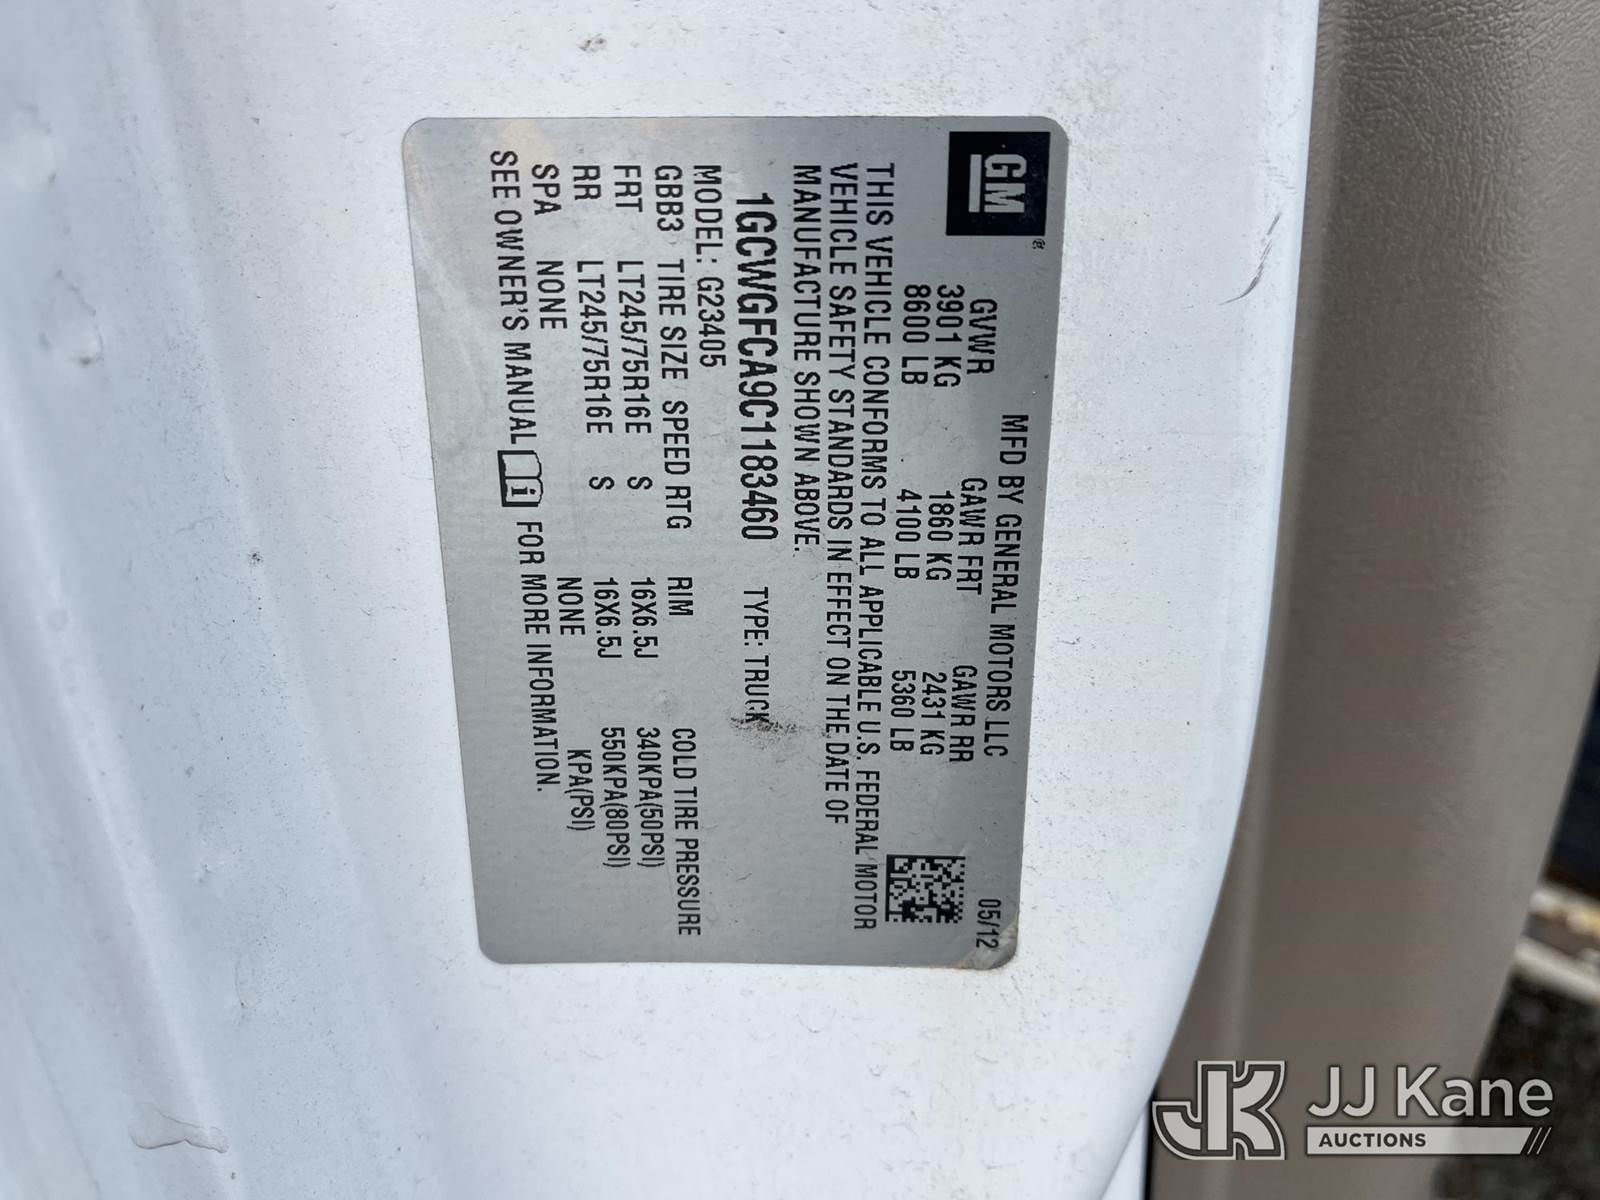 GM®
MFD BY GENERAL MOTORS LLC 05/12
GVWR GAWR FRT GAWR RR
3901 KG 1860 KG 2431 KG
8600 LB 4100 LB 5360 LB
THIS VEHICLE CONFORMS TO ALL APPLICABLE U.S. FEDERAL MOTOR
VEHICLE SAFETY STANDARDS IN EFFECT ON THE DATE OF
MANUFACTURE SHOWN ABOVE.
1GCWGFCA9C1183460 TYPE: TRUCK
MODEL: G23405
GBB3 TIRE SIZE SPEED RTG RIM COLD TIRE PRESSURE
FRT LT245/75R16E S 16X6.5J 340KPA(50PSI)
RR LT245/75R16E S 16X6.5J 550KPA(80PSI)
SPA NONE NONE KPA(PSI)
SEE OWNER'S MANUAL i FOR MORE INFORMATION.
JK JJ Kane
AUCTIONS